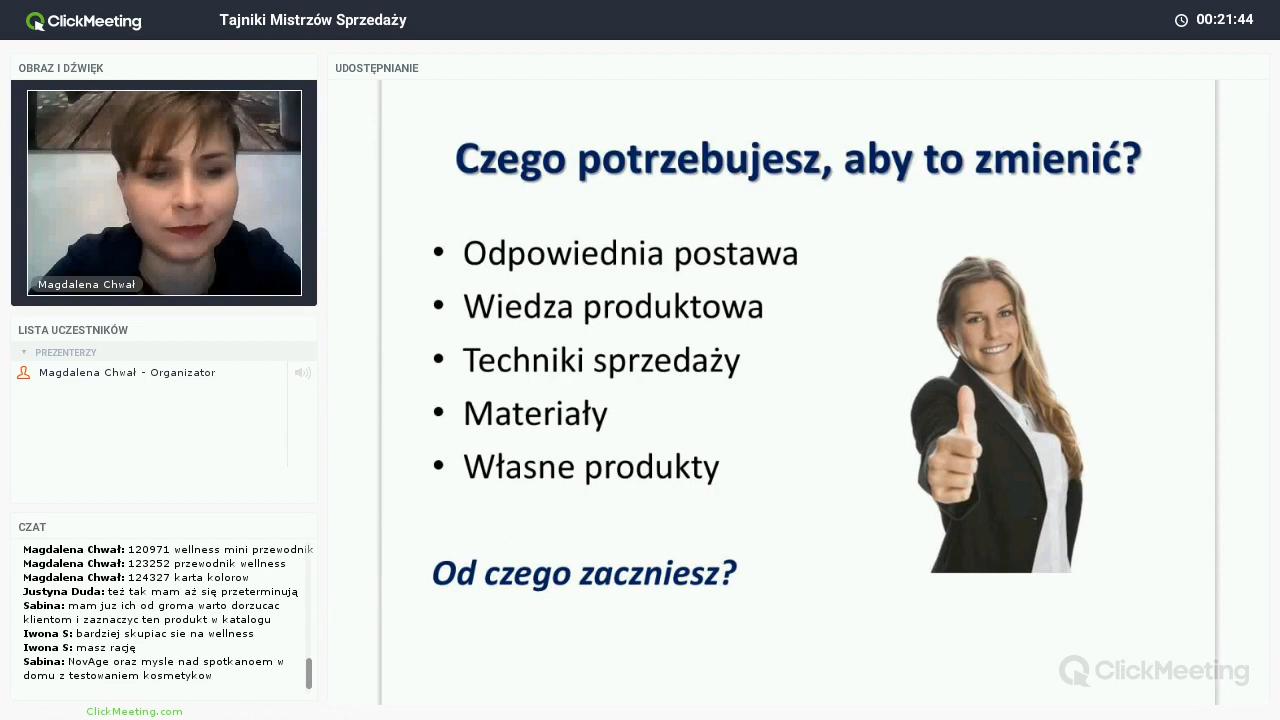 ClickMeeting
Tajniki Mistrzów Sprzedaży
00:21:44
OBRAZ I DŹWIĘK
Magdalena Chwał
LISTA UCZESTNIKÓW
PREZENTERZY
Magdalena Chwał - Organizator
CZAT
Magdalena Chwał: 120971 wellness mini przewodnik
Magdalena Chwał: 123252 przewodnik wellness
Magdalena Chwał: 124327 karta kolorow
Justyna Duda: też tak mam aż się przeterminują
Sabina: mam juz ich od groma warto dorzucac
klientom i zaznaczyc ten produkt w katalogu
Iwona S: bardziej skupiac sie na wellness
Iwona S: masz rację
Sabina: NovAge oraz mysle nad spotkanoem w
domu z testowaniem kosmetykow
ClickMeeting.com
UDOSTĘPNIANIE
Czego potrzebujesz, aby to zmienić?
• Odpowiednia postawa
• Wiedza produktowa
• Techniki sprzedaży
• Materiały
• Własne produkty
Od czego zaczniesz?
ClickMeeting